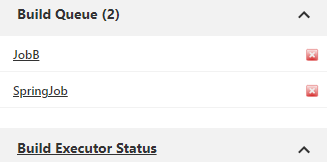 Build Queue (2)
JobB
SpringJob
Build Executor Status